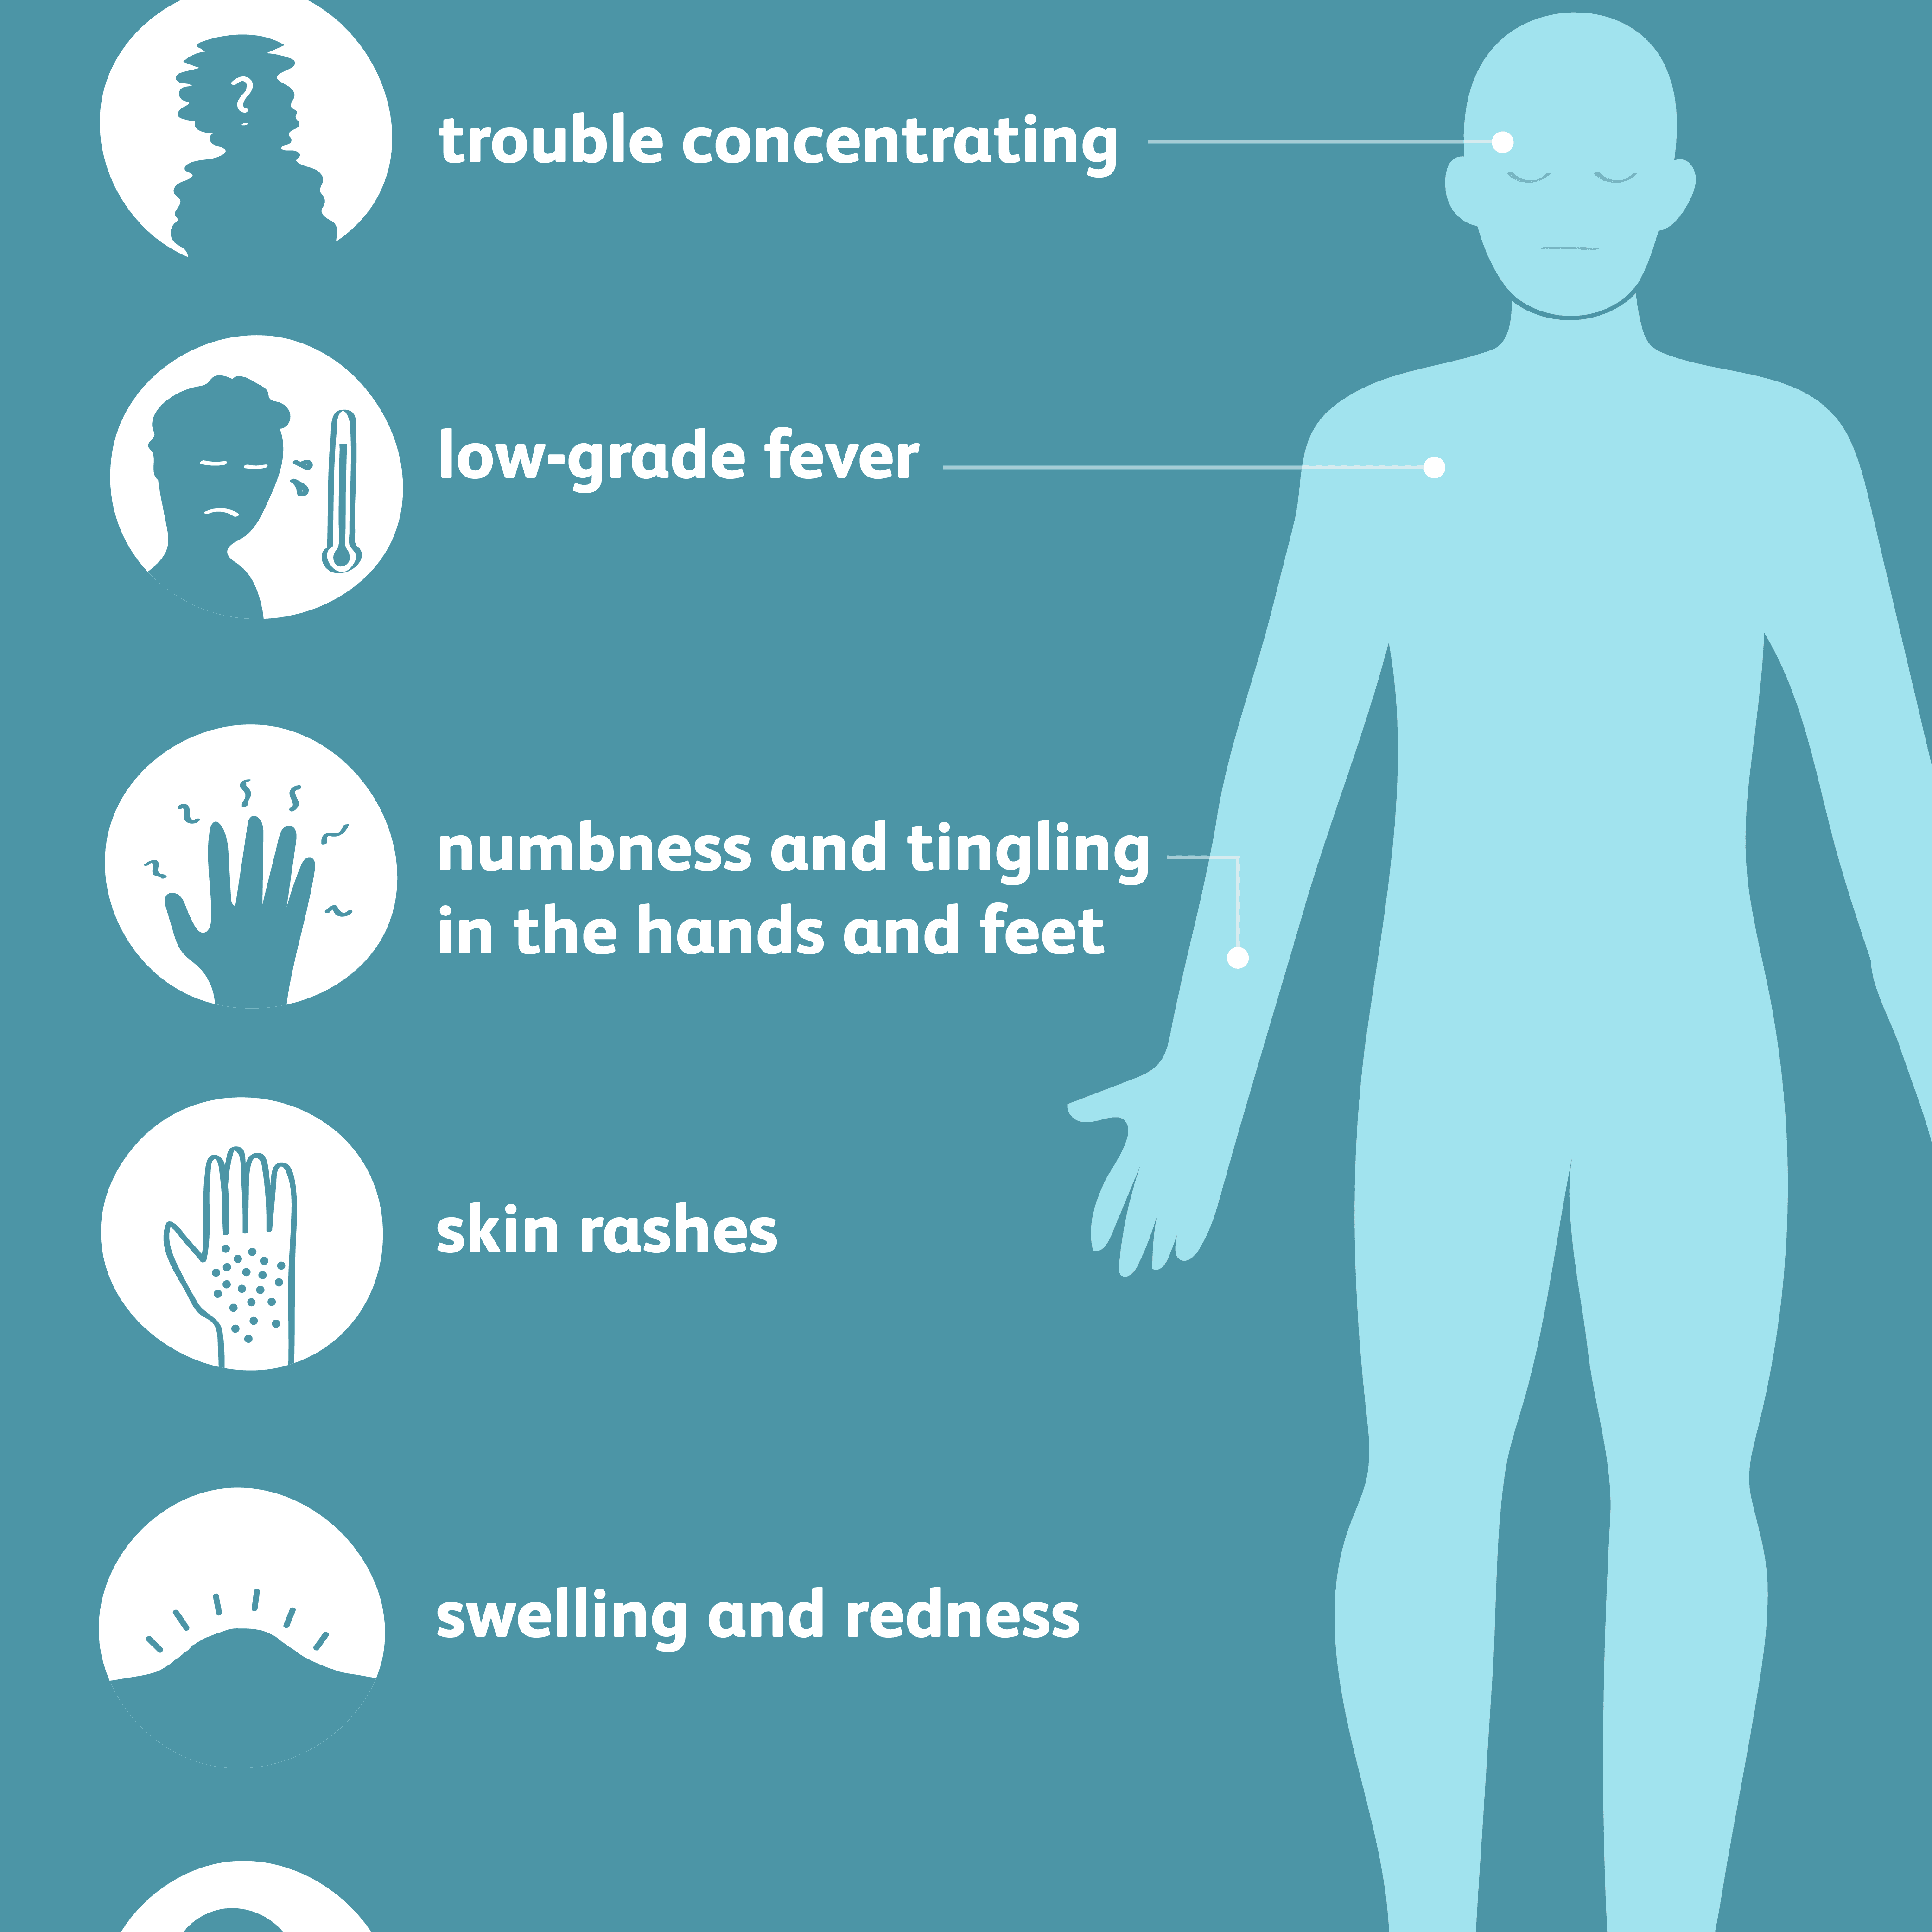 ?
trouble concentrating
low-grade fever
numbness and tingling
in the hands and feet
skin rashes
swelling and redness